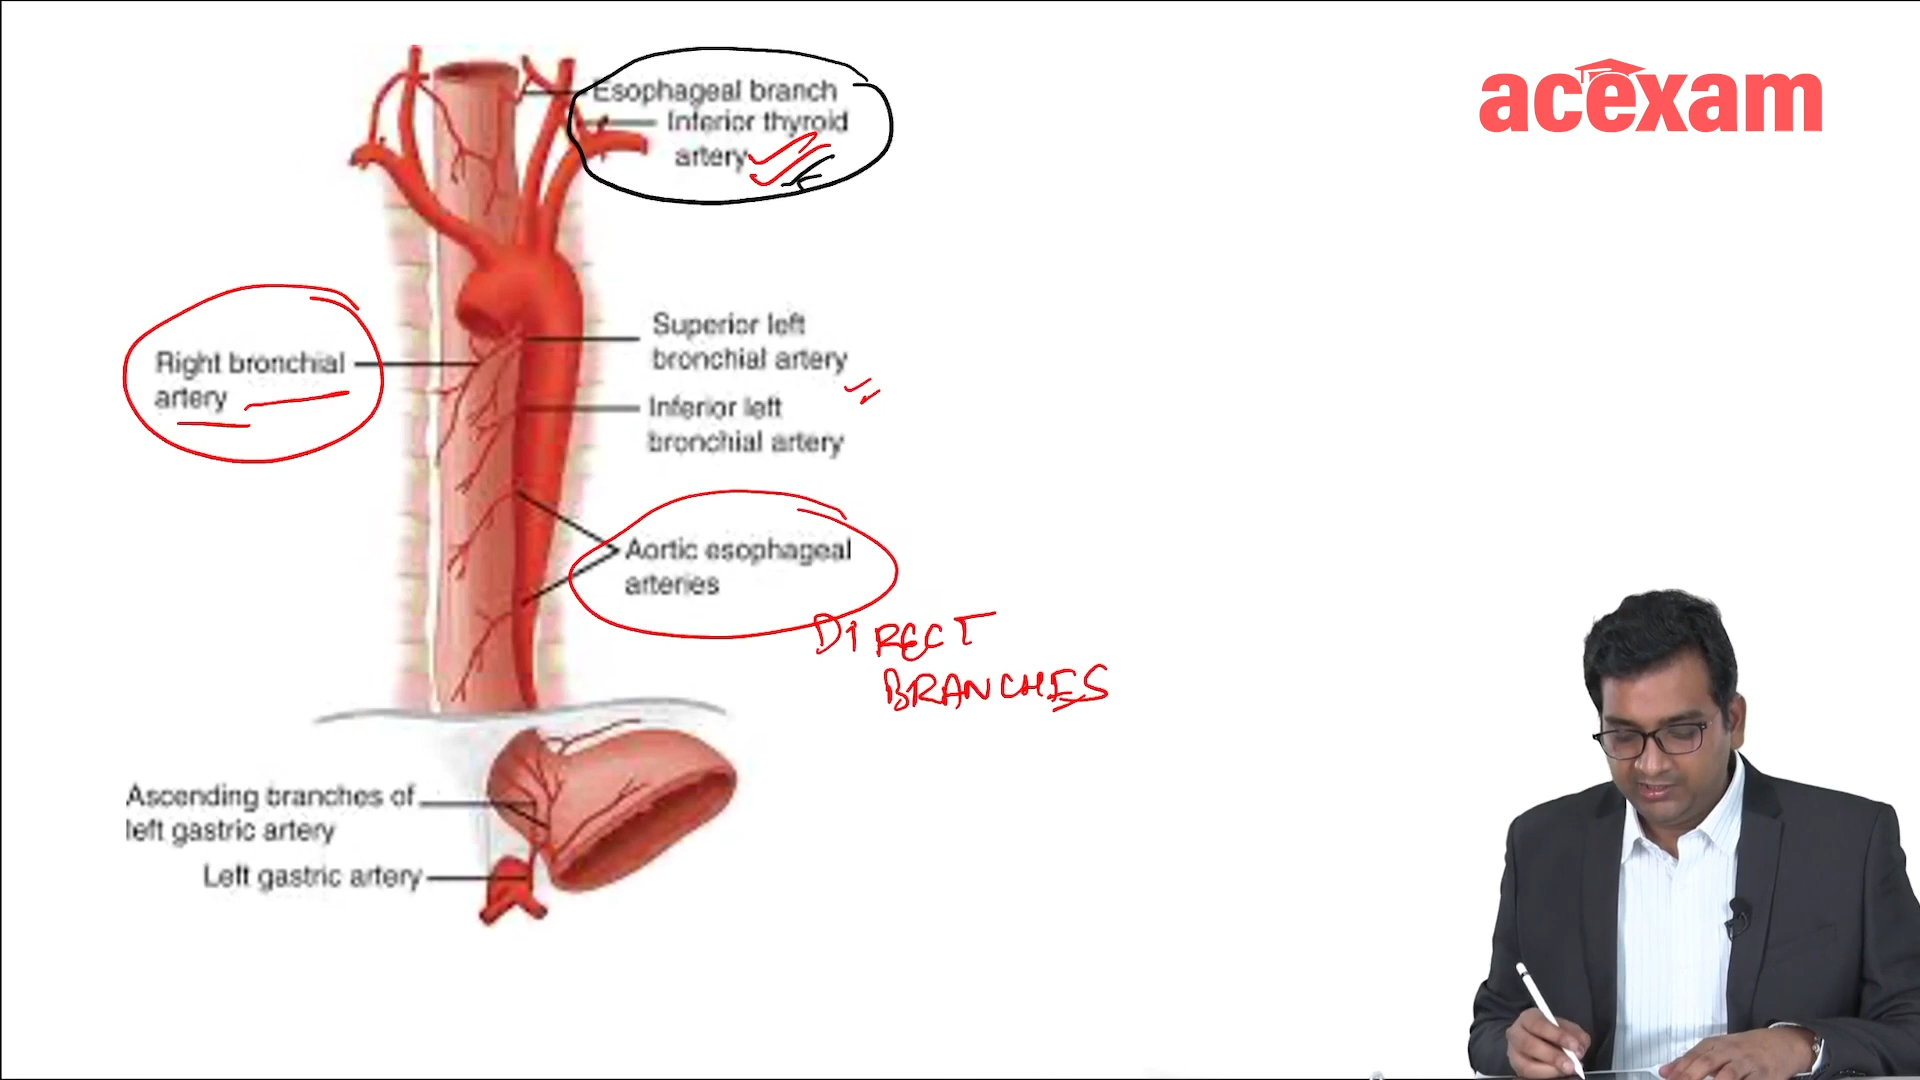 acexam
Esophageal branch
Inferior thyroid
artery
Right bronchial
artery
Superior left
bronchial artery
Inferior left
bronchial artery
Aortic esophageal
arteries
DIRECT
BRANCHES
Ascending branches of
left gastric artery
Left gastric artery